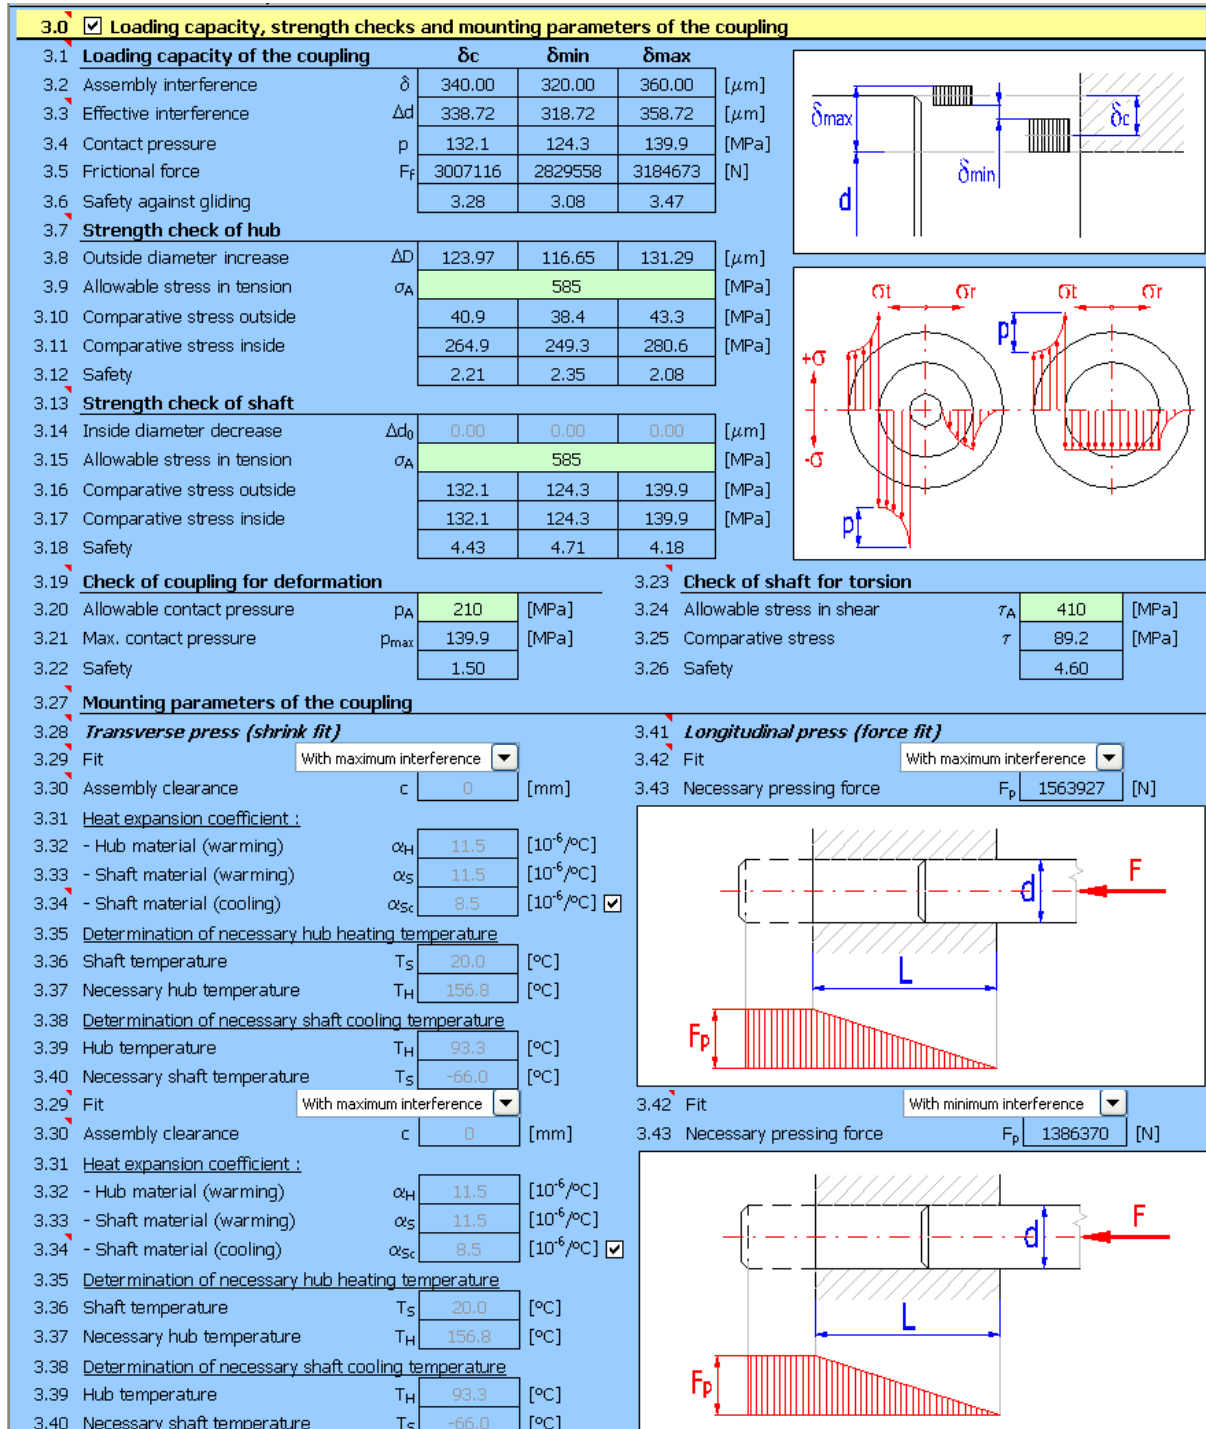 3.0 Loading capacity, strength checks and mounting parameters of the coupling
3.1 Loading capacity of the coupling δc δmin δmax
3.2 Assembly interference δ 340.00 320.00 360.00 [μm]
3.3 Effective interference Δd 338.72 318.72 358.72 [μm]
3.4 Contact pressure p 132.1 124.3 139.9 [MPa]
3.5 Frictional force Ff 3007116 2829558 3184673 [N]
3.6 Safety against gliding 3.28 3.08 3.47
δmax δc δmin d
3.7 Strength check of hub
3.8 Outside diameter increase ΔD 123.97 116.65 131.29 [μm]
3.9 Allowable stress in tension σA 585 [MPa]
3.10 Comparative stress outside 40.9 38.4 43.3 [MPa]
3.11 Comparative stress inside 264.9 249.3 280.6 [MPa]
3.12 Safety 2.21 2.35 2.08
3.13 Strength check of shaft
3.14 Inside diameter decrease Δd0 0.00 0.00 0.00 [μm]
3.15 Allowable stress in tension σA 585 [MPa]
3.16 Comparative stress outside 132.1 124.3 139.9 [MPa]
3.17 Comparative stress inside 132.1 124.3 139.9 [MPa]
3.18 Safety 4.43 4.71 4.18
σt σr σt σr
p
+σ
-σ
p
3.19 Check of coupling for deformation
3.20 Allowable contact pressure pA 210 [MPa]
3.21 Max. contact pressure pmax 139.9 [MPa]
3.22 Safety 1.50
3.23 Check of shaft for torsion
3.24 Allowable stress in shear τA 410 [MPa]
3.25 Comparative stress τ 89.2 [MPa]
3.26 Safety 4.60
3.27 Mounting parameters of the coupling
3.28 Transverse press (shrink fit)
3.29 Fit With maximum interference
3.30 Assembly clearance c 0 [mm]
3.31 Heat expansion coefficient :
3.32 - Hub material (warming) αH 11.5 [10-6/ºC]
3.33 - Shaft material (warming) αS 11.5 [10-6/ºC]
3.34 - Shaft material (cooling) αSc 8.5 [10-6/ºC]
3.35 Determination of necessary hub heating temperature
3.36 Shaft temperature TS 20.0 [ºC]
3.37 Necessary hub temperature TH 156.8 [ºC]
3.38 Determination of necessary shaft cooling temperature
3.39 Hub temperature TH 93.3 [ºC]
3.40 Necessary shaft temperature TS -66.0 [ºC]
3.41 Longitudinal press (force fit)
3.42 Fit With maximum interference
3.43 Necessary pressing force Fp 1563927 [N]
d F
L
Fp
3.29 Fit With maximum interference
3.30 Assembly clearance c 0 [mm]
3.31 Heat expansion coefficient :
3.32 - Hub material (warming) αH 11.5 [10-6/ºC]
3.33 - Shaft material (warming) αS 11.5 [10-6/ºC]
3.34 - Shaft material (cooling) αSc 8.5 [10-6/ºC]
3.35 Determination of necessary hub heating temperature
3.36 Shaft temperature TS 20.0 [ºC]
3.37 Necessary hub temperature TH 156.8 [ºC]
3.38 Determination of necessary shaft cooling temperature
3.39 Hub temperature TH 93.3 [ºC]
3.40 Necessary shaft temperature TS -66.0 [ºC]
3.42 Fit With minimum interference
3.43 Necessary pressing force Fp 1386370 [N]
d F
L
Fp